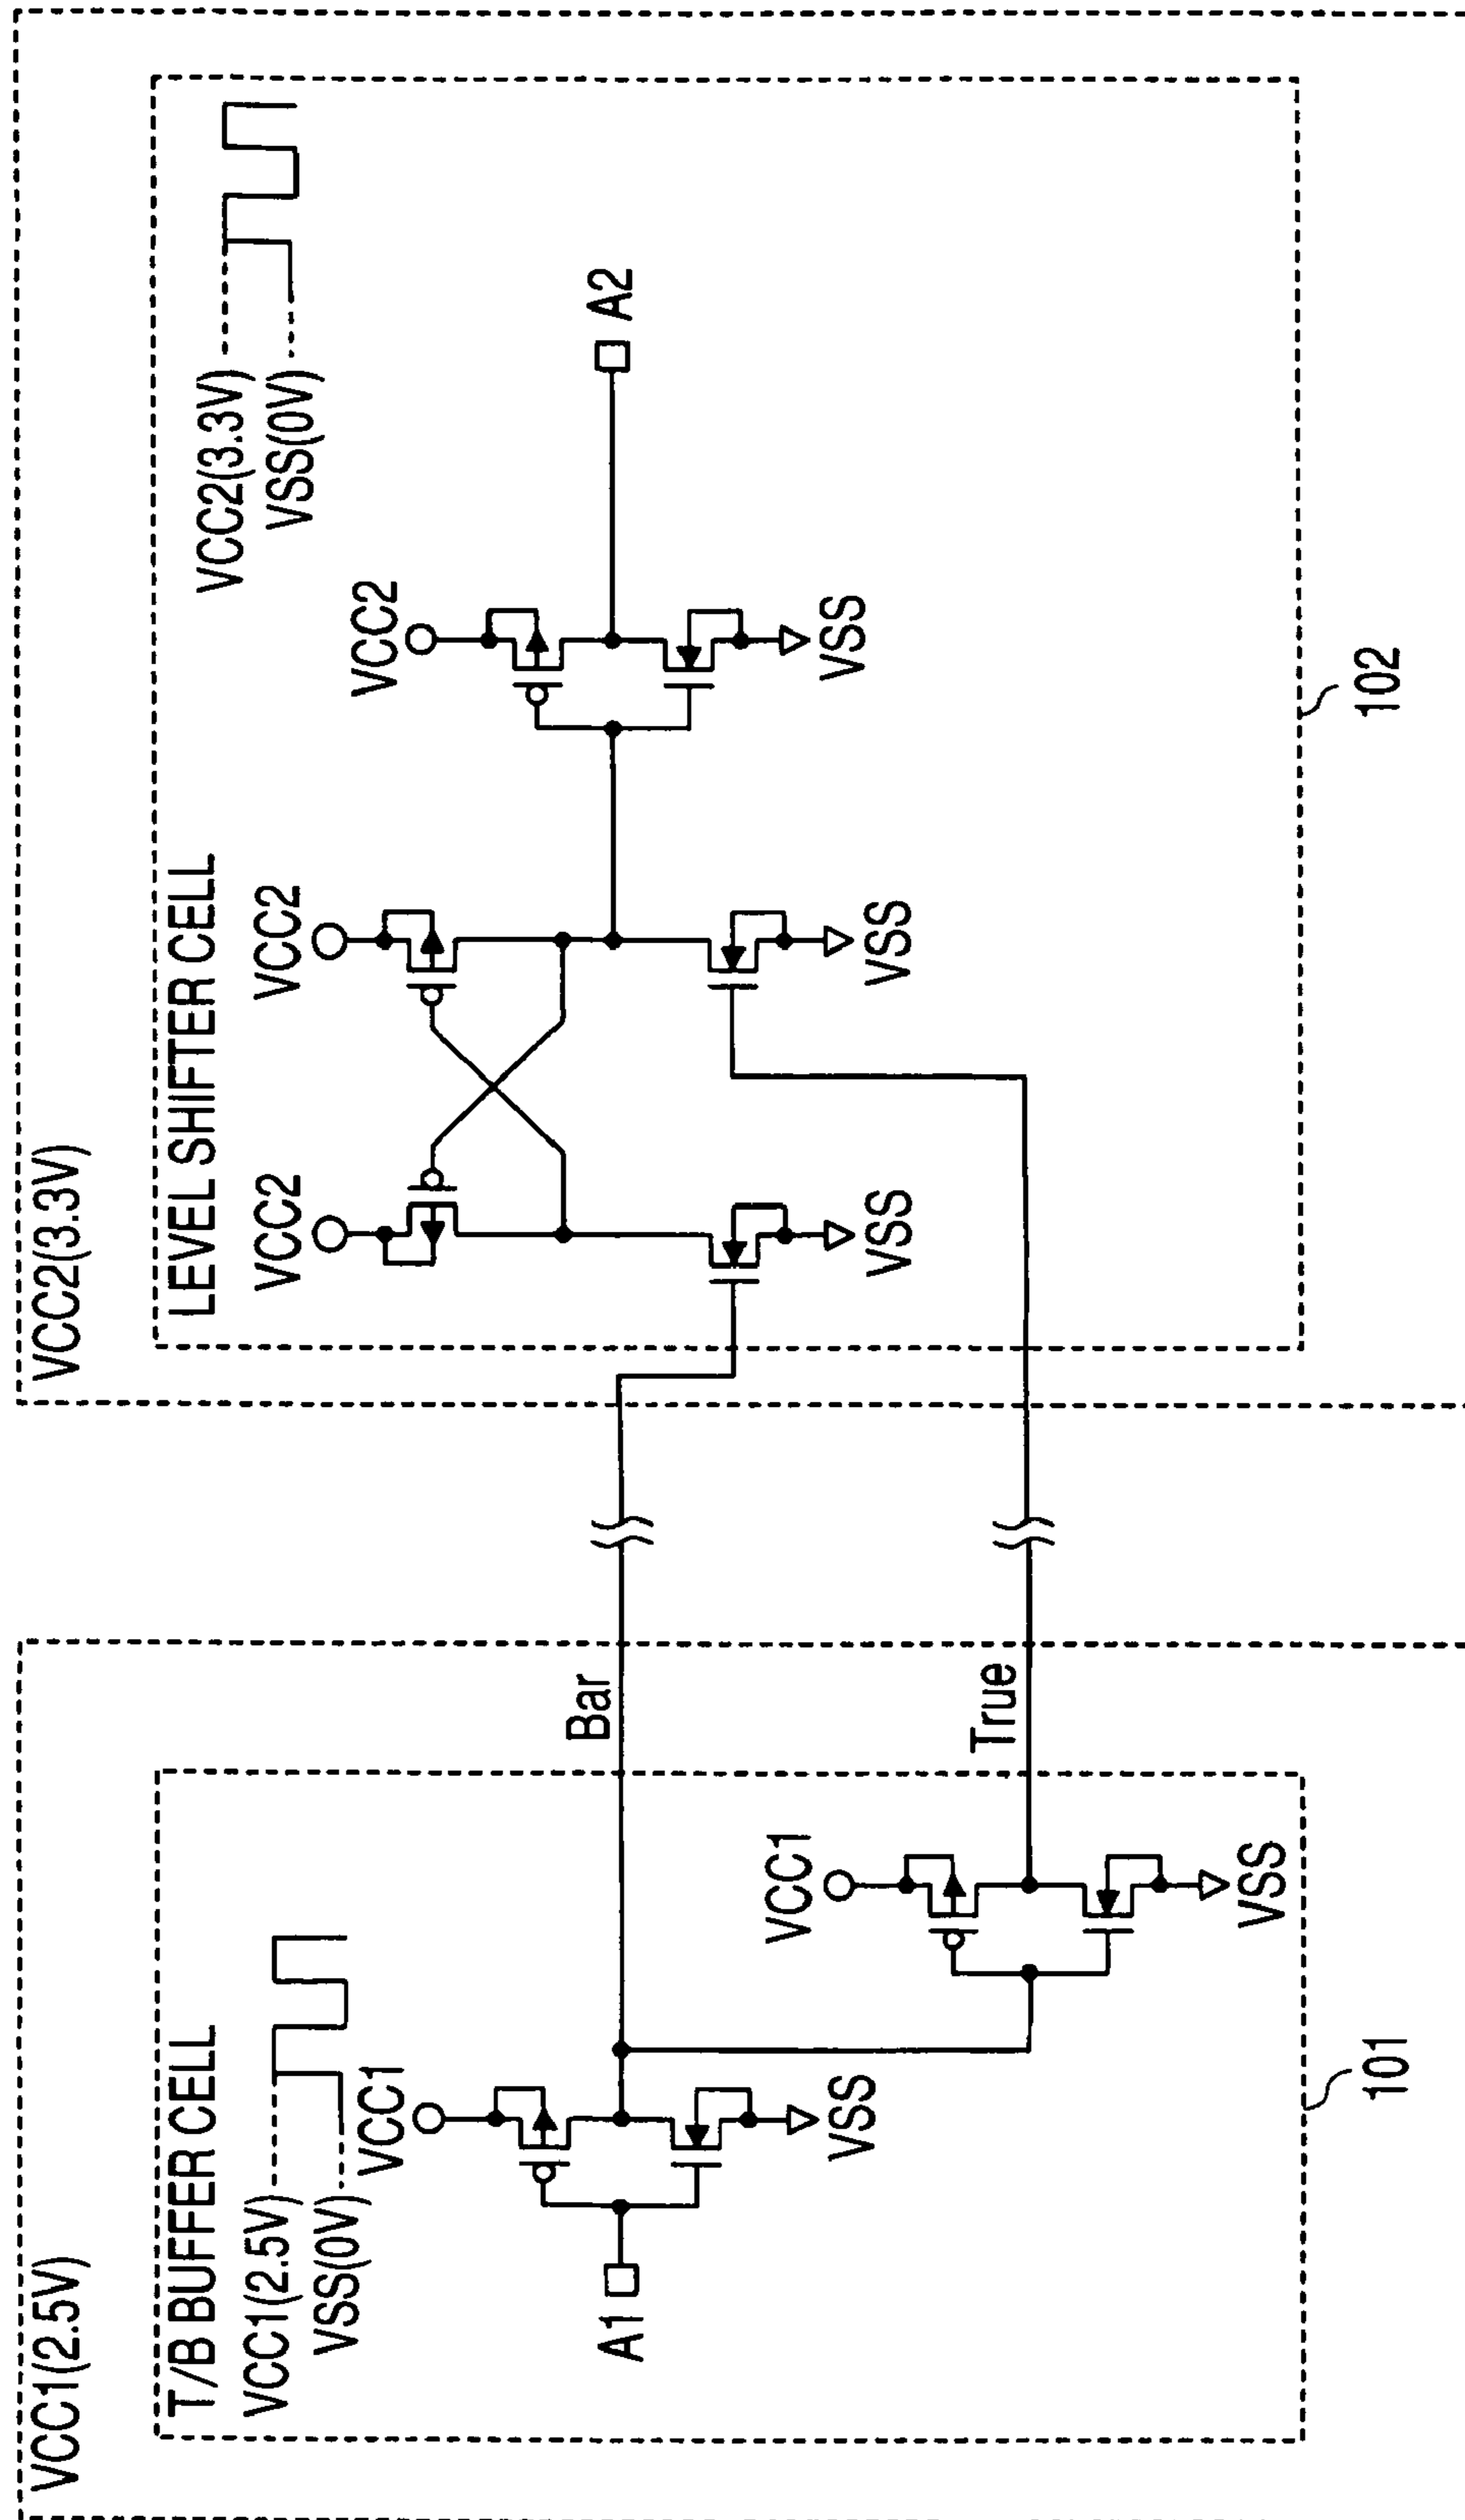 VCC1(2.5V)
T/B BUFFER CELL
VCC1(2.5V)
VSS(0V)
VCC1
A1
VSS
VCC1
VSS
Bar
True
101
VCC2(3.3V)
LEVEL SHIFTER CELL
VCC2
VCC2
VSS
VSS
VCC2
VSS
VCC2(3.3V)
VSS(0V)
A2
102